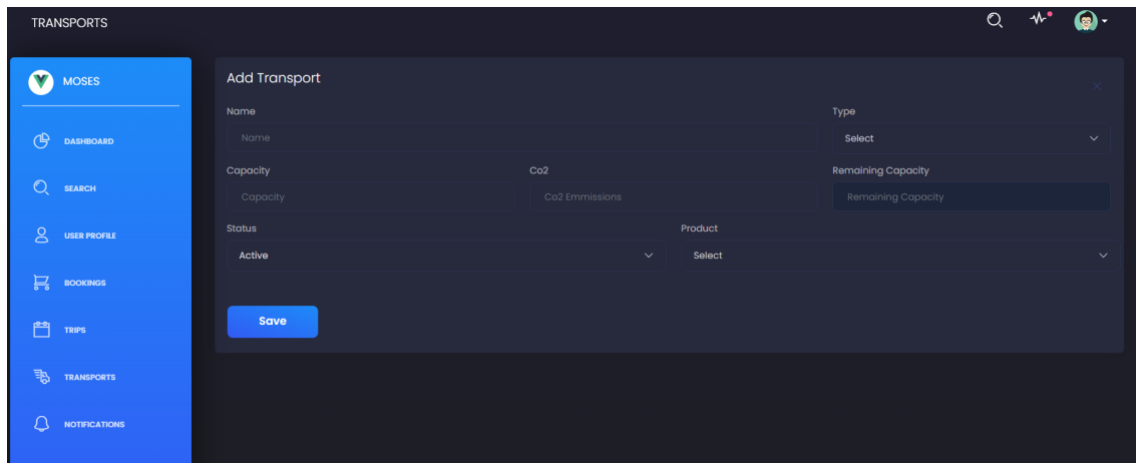 TRANSPORTS
MOSES
DASHBOARD
SEARCH
USER PROFILE
BOOKINGS
TRIPS
TRANSPORTS
NOTIFICATIONS
Add Transport
Name
Type
Name
Select
Capacity
Co2
Remaining Capacity
Capacity
Co2 Emmissions
Remaining Capacity
Status
Product
Active
Select
Save